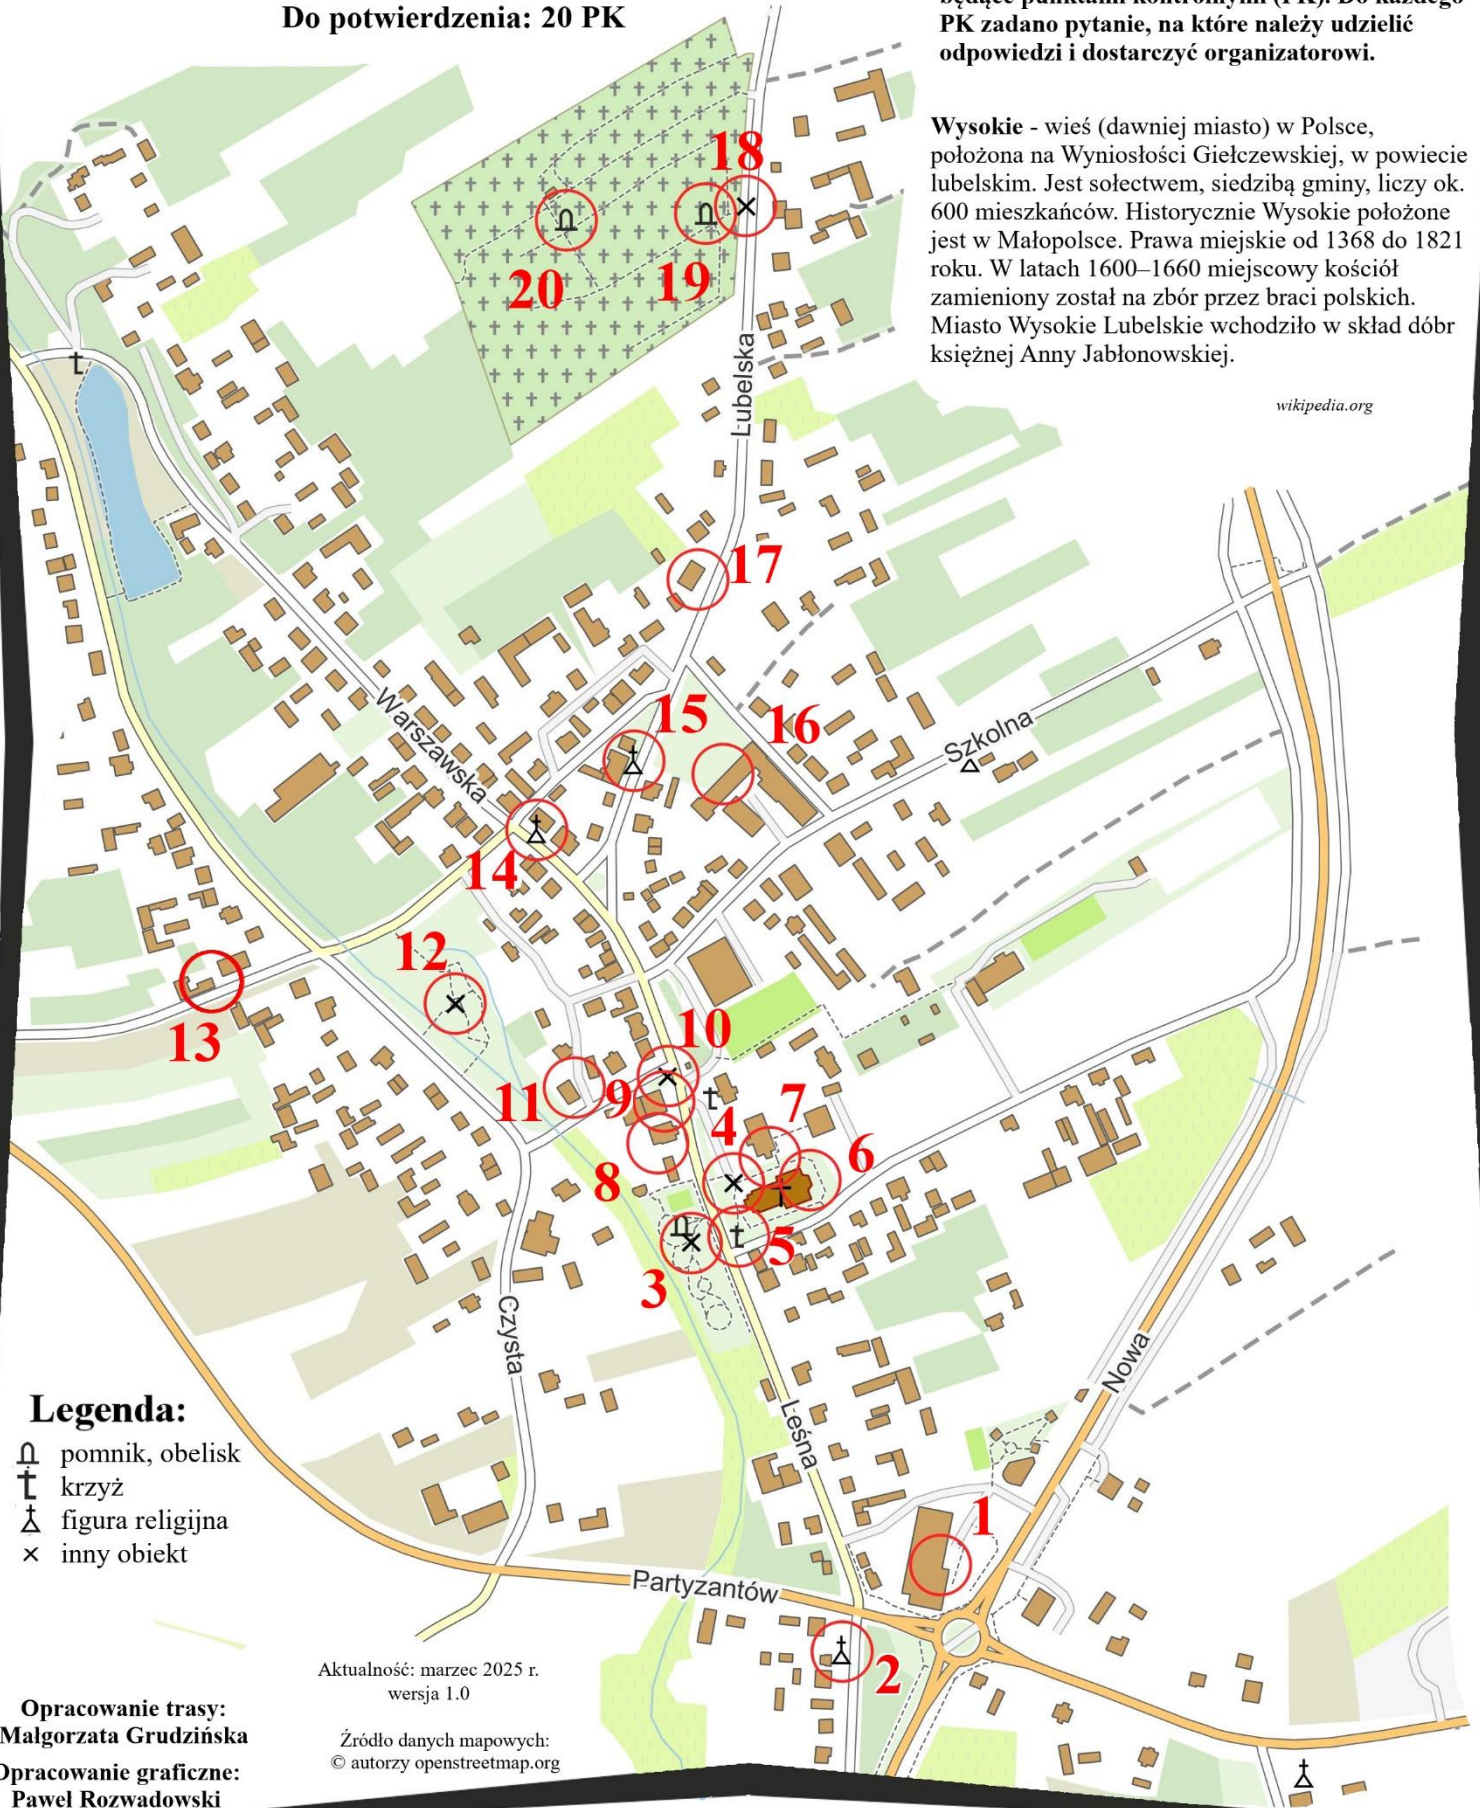 Do potwierdzenia: 20 PK
będące punktami kontrolnymi (PK). Do każdego
PK zadano pytanie, na które należy udzielić
odpowiedzi i dostarczyć organizatorowi.
Wysokie - wieś (dawniej miasto) w Polsce,
położona na Wyniosłości Giełczewskiej, w powiecie
lubelskim. Jest sołectwem, siedzibą gminy, liczy ok.
600 mieszkańców. Historycznie Wysokie położone
jest w Małopolsce. Prawa miejskie od 1368 do 1821
roku. W latach 1600–1660 miejscowy kościół
zamieniony został na zbór przez braci polskich.
Miasto Wysokie Lubelskie wchodziło w skład dóbr
księżnej Anny Jabłonowskiej.
wikipedia.org
18
20
19
Lubelska
17
15
16
Warszawska
Szkolna
14
12
13
10
11
9
4
7
6
8
5
3
Czysta
Nowa
Leśna
1
Partyzantów
2
Legenda:
pomnik, obelisk
krzyż
figura religijna
inny obiekt
Aktualność: marzec 2025 r.
wersja 1.0
Źródło danych mapowych:
© autorzy openstreetmap.org
Opracowanie trasy:
Małgorzata Grudzińska
Opracowanie graficzne:
Paweł Rozwadowski